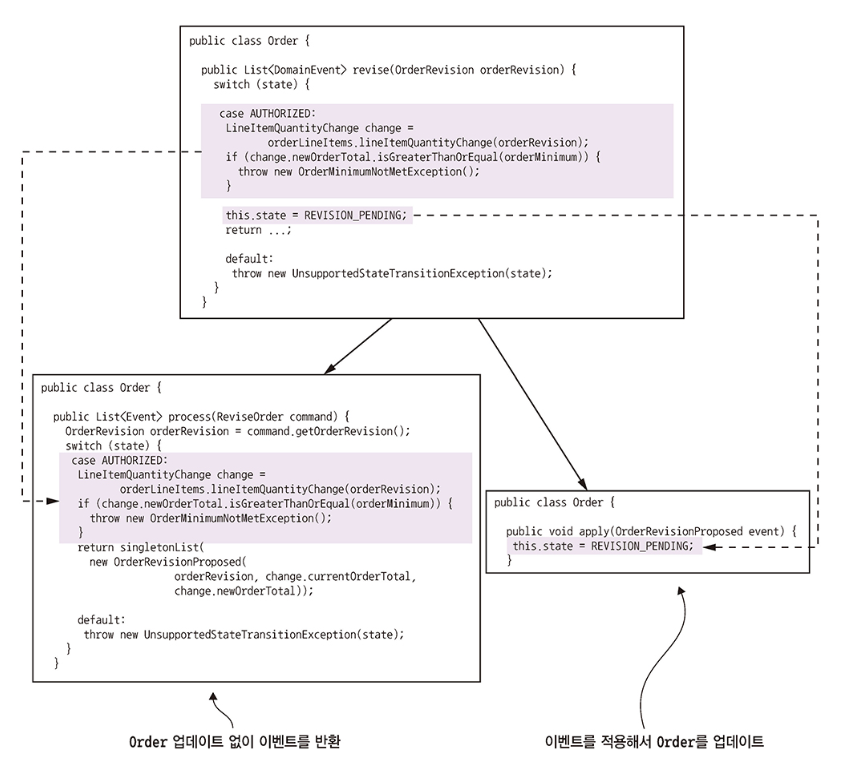 public class Order {
public List<DomainEvent> revise(OrderRevision orderRevision) {
switch (state) {
case AUTHORIZED:
LineItemQuantityChange change =
orderLineItems.lineItemQuantityChange(orderRevision);
if (change.newOrderTotal.isGreaterThanOrEqual(orderMinimum)) {
throw new OrderMinimumNotMetException();
}
this.state = REVISION_PENDING;
return ...;
default:
throw new UnsupportedStateTransitionException(state);
}
}
public class Order {
public List<Event> process(ReviseOrder command) {
OrderRevision orderRevision = command.getOrderRevision();
switch (state) {
case AUTHORIZED:
LineItemQuantityChange change =
orderLineItems.lineItemQuantityChange(orderRevision);
if (change.newOrderTotal.isGreaterThanOrEqual(orderMinimum)) {
throw new OrderMinimumNotMetException();
}
return singletonList(
new OrderRevisionProposed(
orderRevision, change.currentOrderTotal,
change.newOrderTotal));
default:
throw new UnsupportedStateTransitionException(state);
}
}
public class Order {
public void apply(OrderRevisionProposed event) {
this.state = REVISION_PENDING;
}
Order 업데이트 없이 이벤트를 반환
이벤트를 적용해서 Order를 업데이트